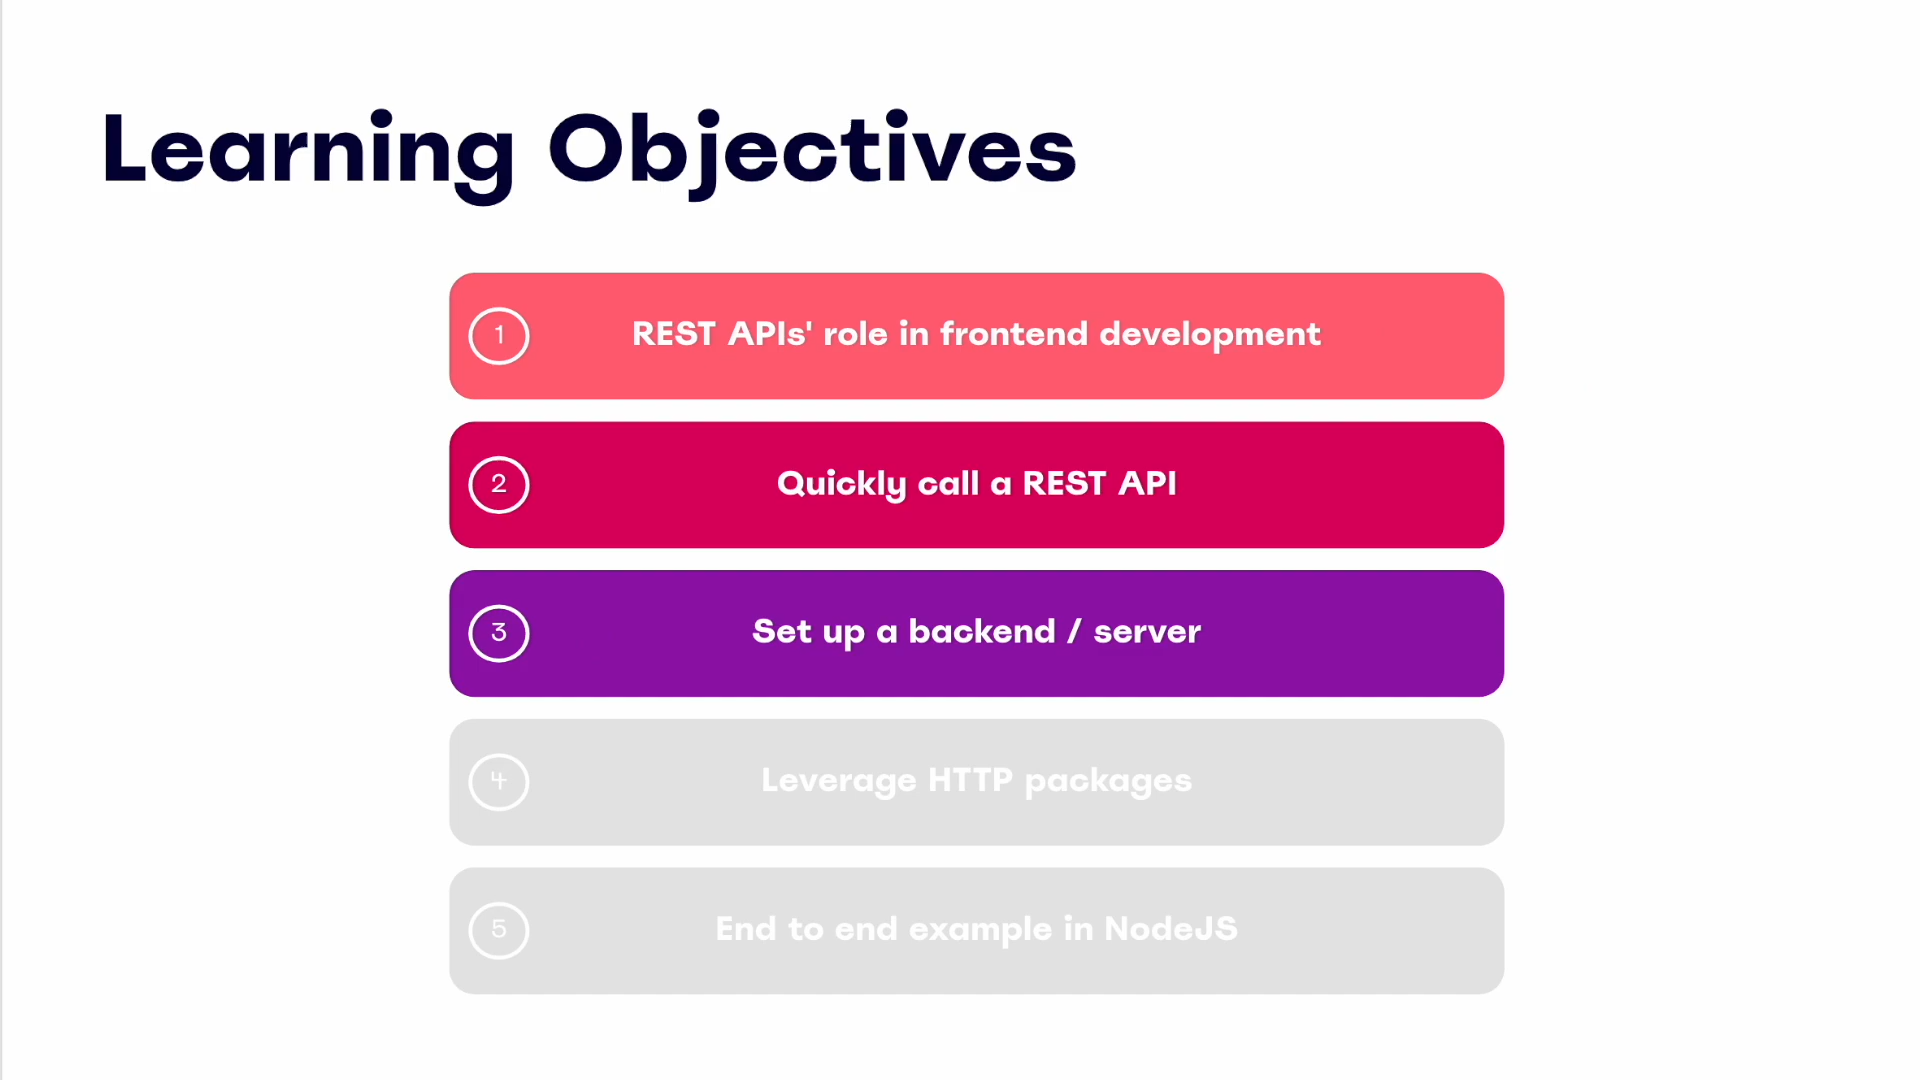 Learning Objectives
1 REST APIs' role in frontend development
2 Quickly call a REST API
3 Set up a backend / server
4 Leverage HTTP packages
5 End to end example in NodeJS